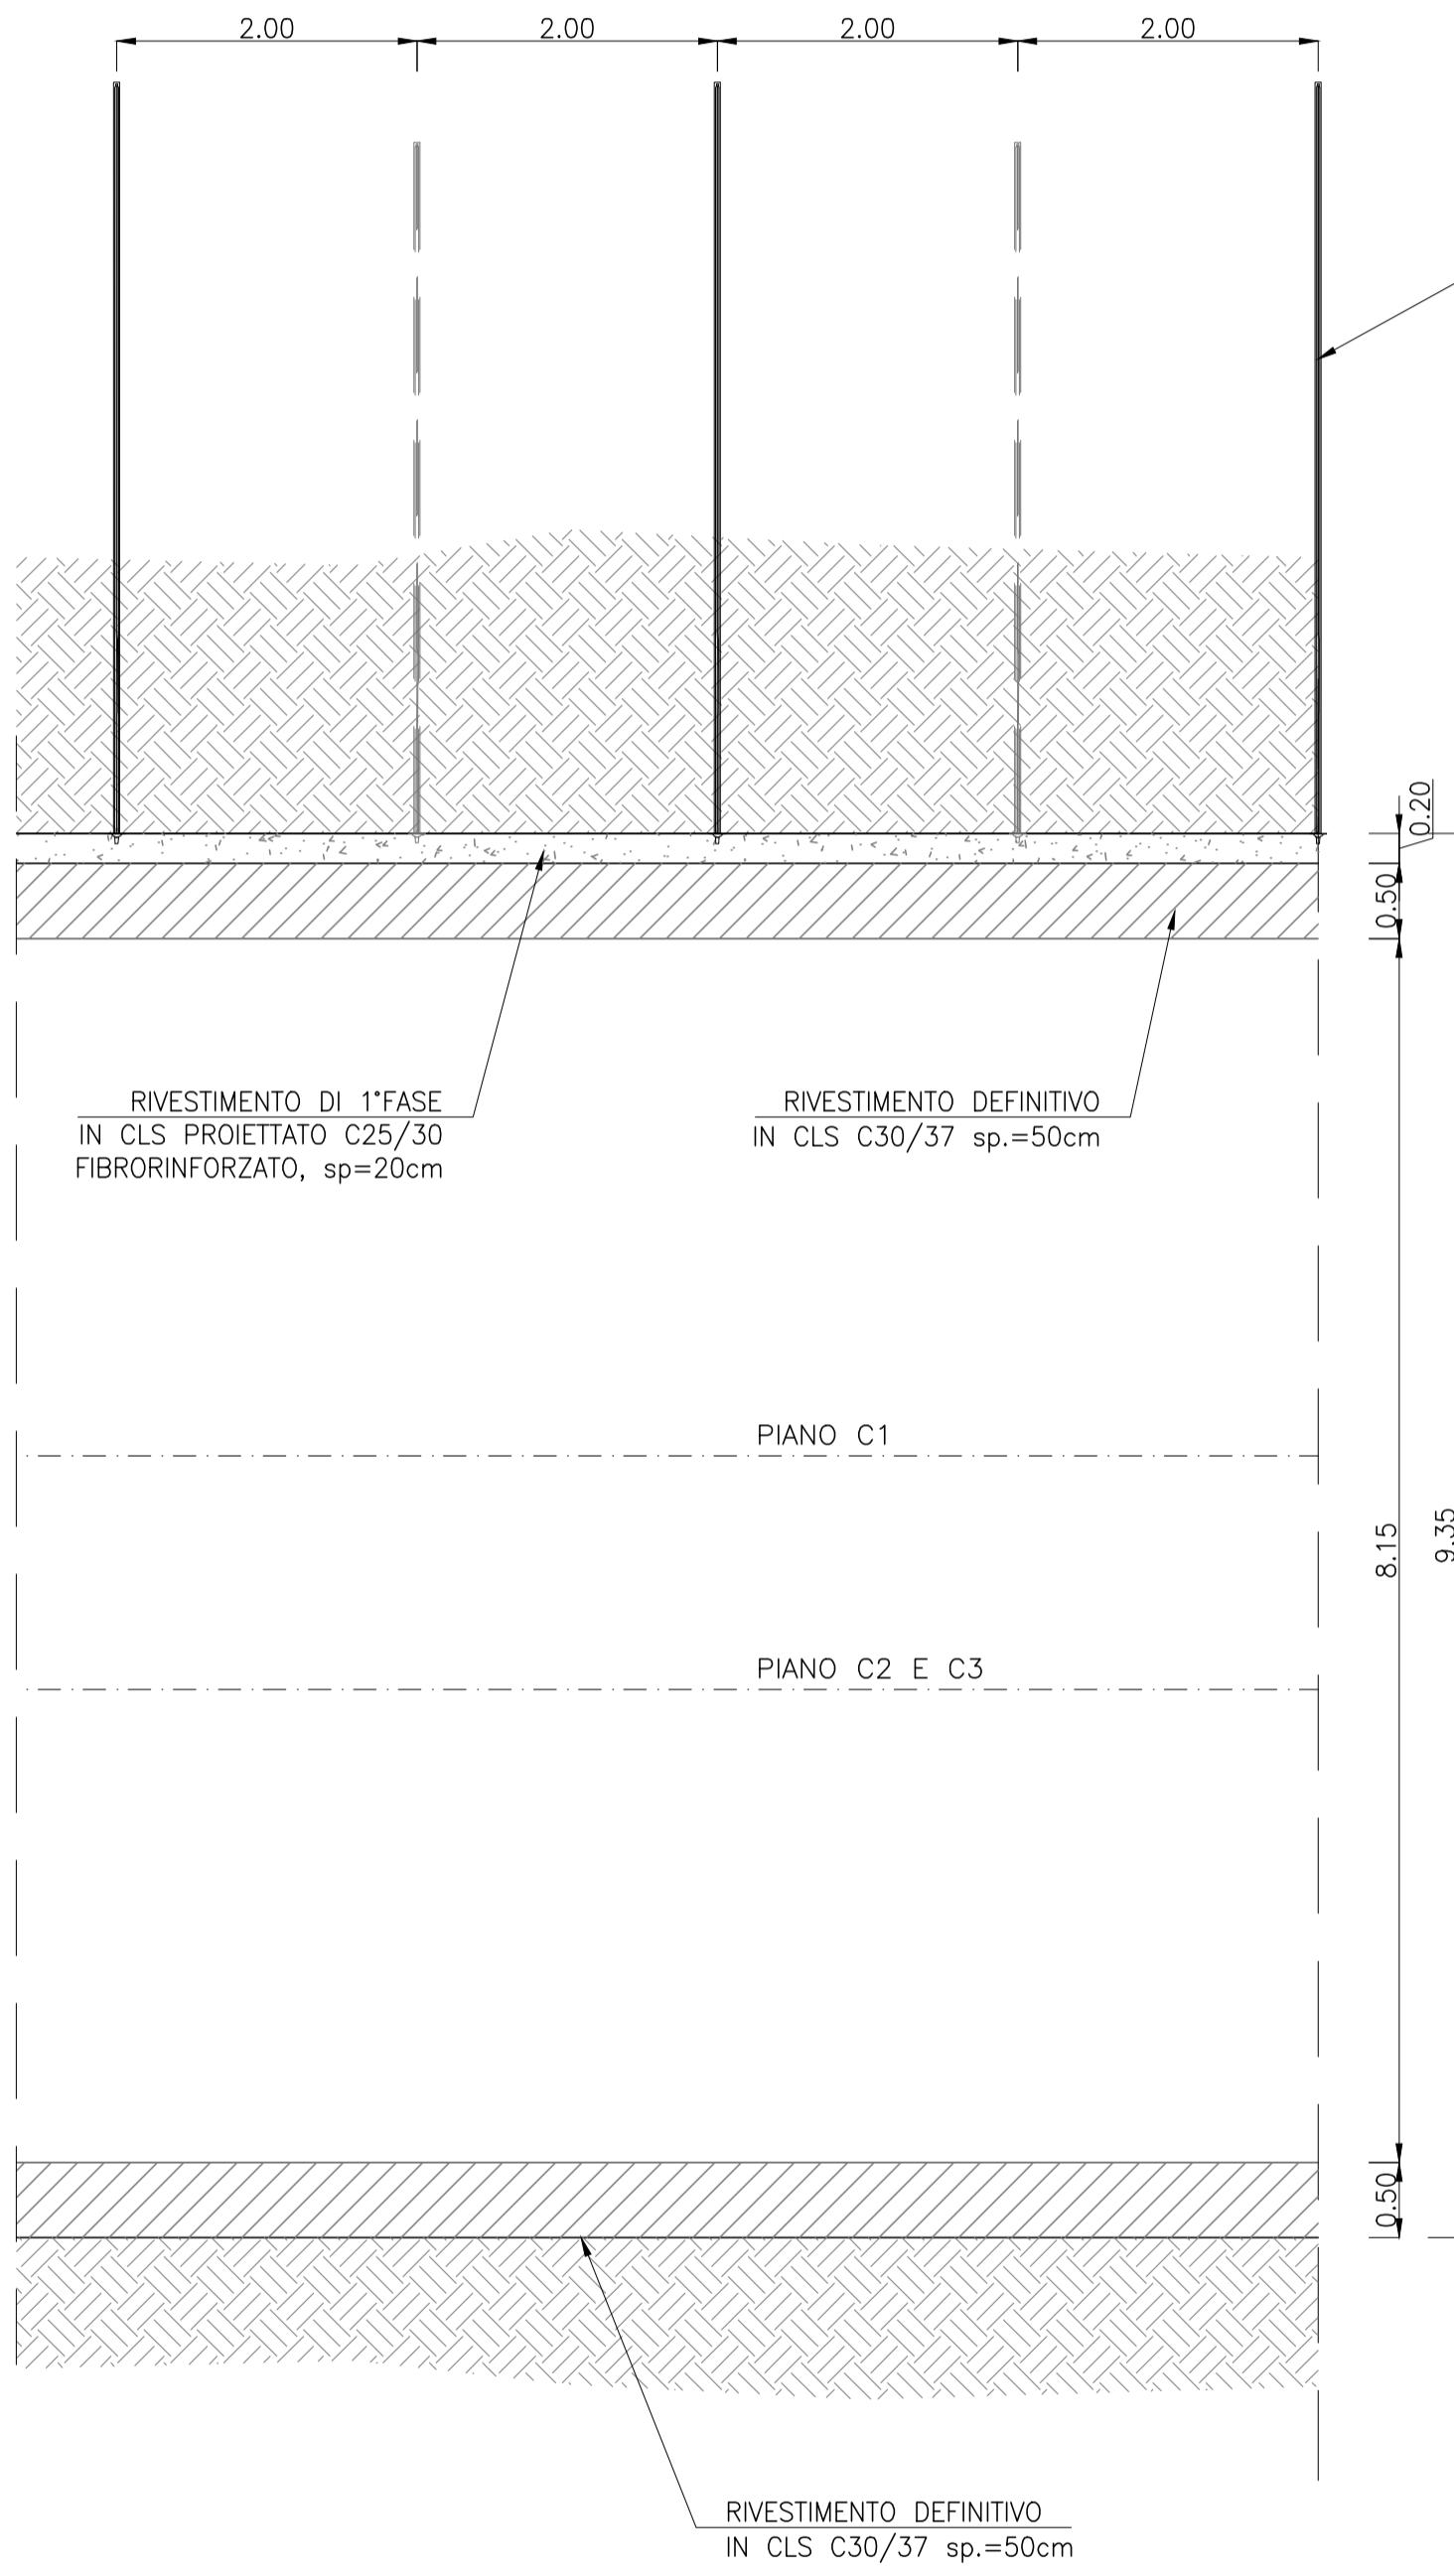 2.00 2.00 2.00 2.00
0.20
0.50
RIVESTIMENTO DI 1°FASE
IN CLS PROIETTATO C25/30
FIBRORINFORZATO, sp=20cm
RIVESTIMENTO DEFINITIVO
IN CLS C30/37 sp.=50cm
PIANO C1
8.15
9.35
PIANO C2 E C3
0.50
RIVESTIMENTO DEFINITIVO
IN CLS C30/37 sp.=50cm